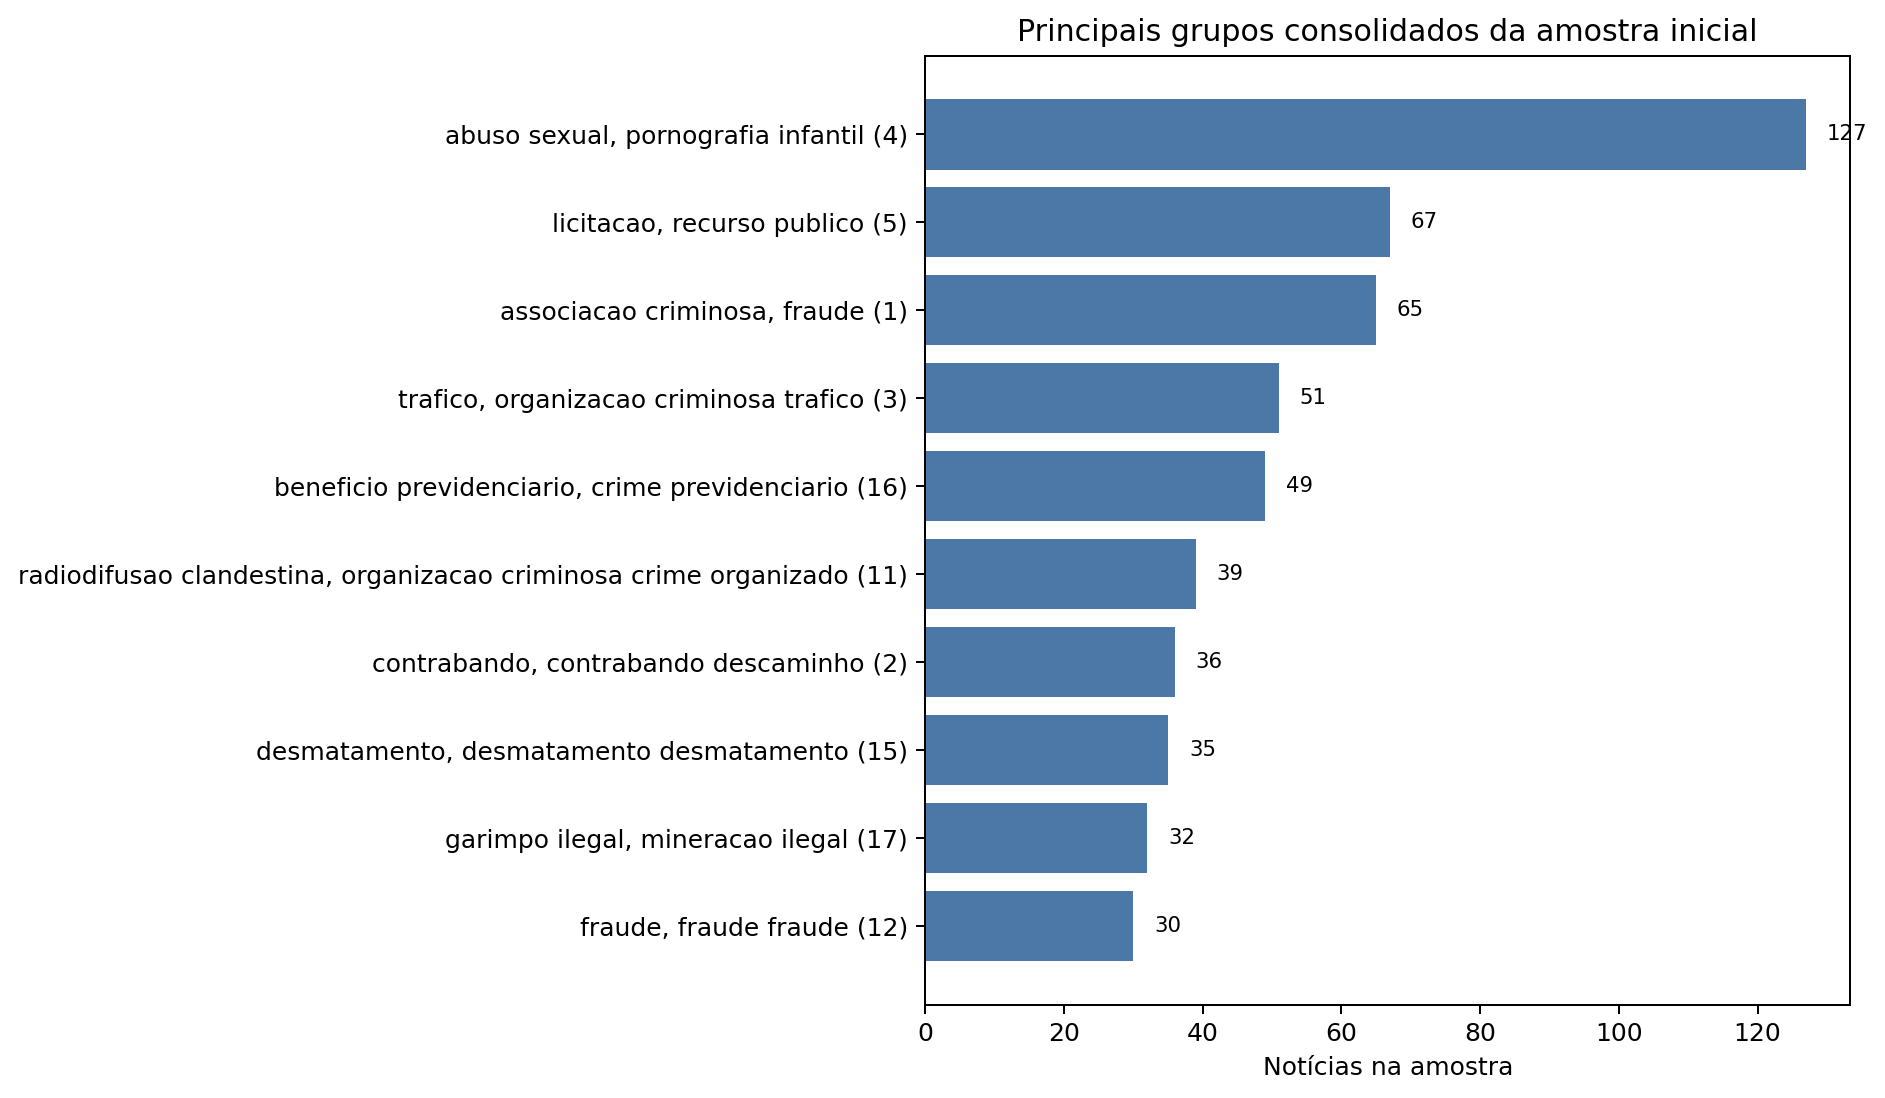 Principais grupos consolidados da amostra inicial
abuso sexual, pornografia infantil (4)
127
licitacao, recurso publico (5)
67
associacao criminosa, fraude (1)
65
trafico, organizacao criminosa trafico (3)
51
beneficio previdenciario, crime previdenciario (16)
49
radiodifusao clandestina, organizacao criminosa crime organizado (11)
39
contrabando, contrabando descaminho (2)
36
desmatamento, desmatamento desmatamento (15)
35
garimpo ilegal, mineracao ilegal (17)
32
fraude, fraude fraude (12)
30
0 20 40 60 80 100 120
Notícias na amostra